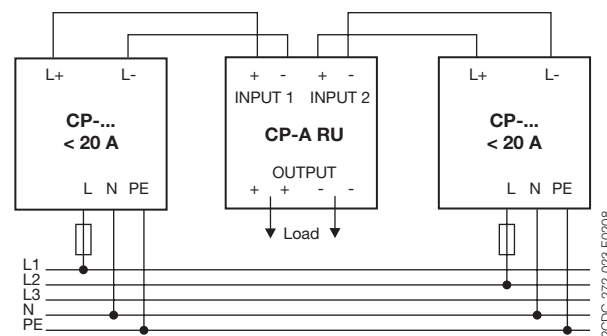 L+ L- + - + - L+ L-
INPUT 1 INPUT 2
CP-... CP-A RU CP-...
< 20 A < 20 A
OUTPUT
+ + - -
L N PE L N PE
Load
L1
L2
L3
N
PE
2CDC 272 023 F0208